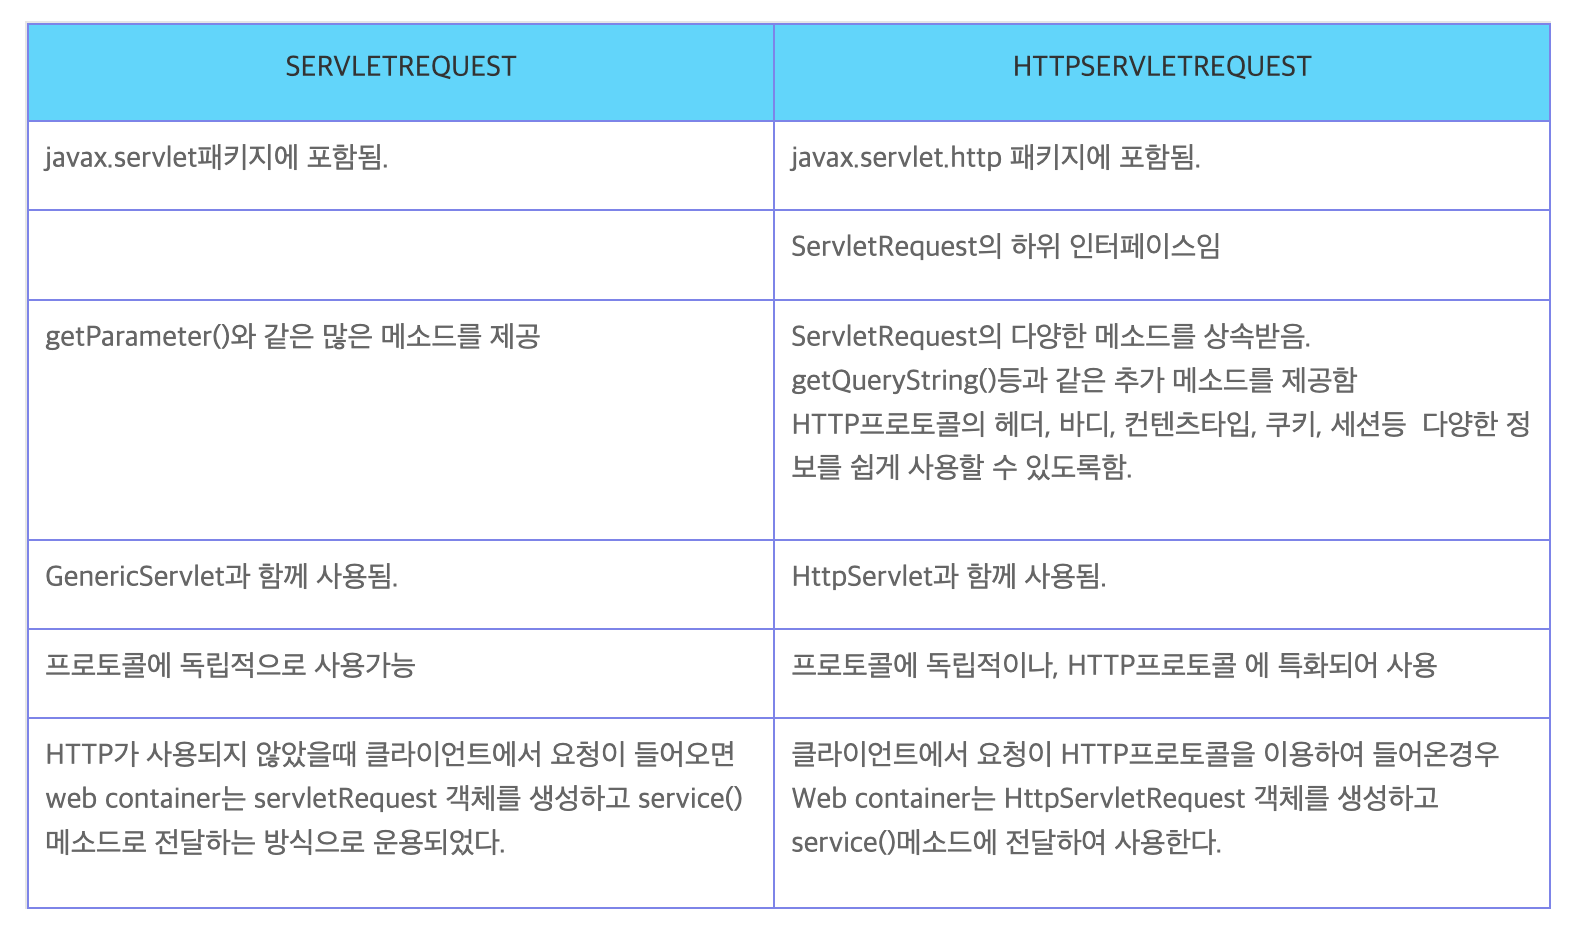 SERVLETREQUEST
HTTPSERVLETREQUEST
javax.servlet패키지에 포함됨.
javax.servlet.http 패키지에 포함됨.
ServletRequest의 하위 인터페이스임
getParameter()와 같은 많은 메소드를 제공
ServletRequest의 다양한 메소드를 상속받음.
getQueryString()등과 같은 추가 메소드를 제공함
HTTP프로토콜의 헤더, 바디, 컨텐츠타입, 쿠키, 세션등  다양한 정
보를 쉽게 사용할 수 있도록함.
GenericServlet과 함께 사용됨.
HttpServlet과 함께 사용됨.
프로토콜에 독립적으로 사용가능
프로토콜에 독립적이나, HTTP프로토콜 에 특화되어 사용
HTTP가 사용되지 않았을때 클라이언트에서 요청이 들어오면
web container는 servletRequest 객체를 생성하고 service()
메소드로 전달하는 방식으로 운용되었다.
클라이언트에서 요청이 HTTP프로토콜을 이용하여 들어온경우
Web container는 HttpServletRequest 객체를 생성하고
service()메소드에 전달하여 사용한다.